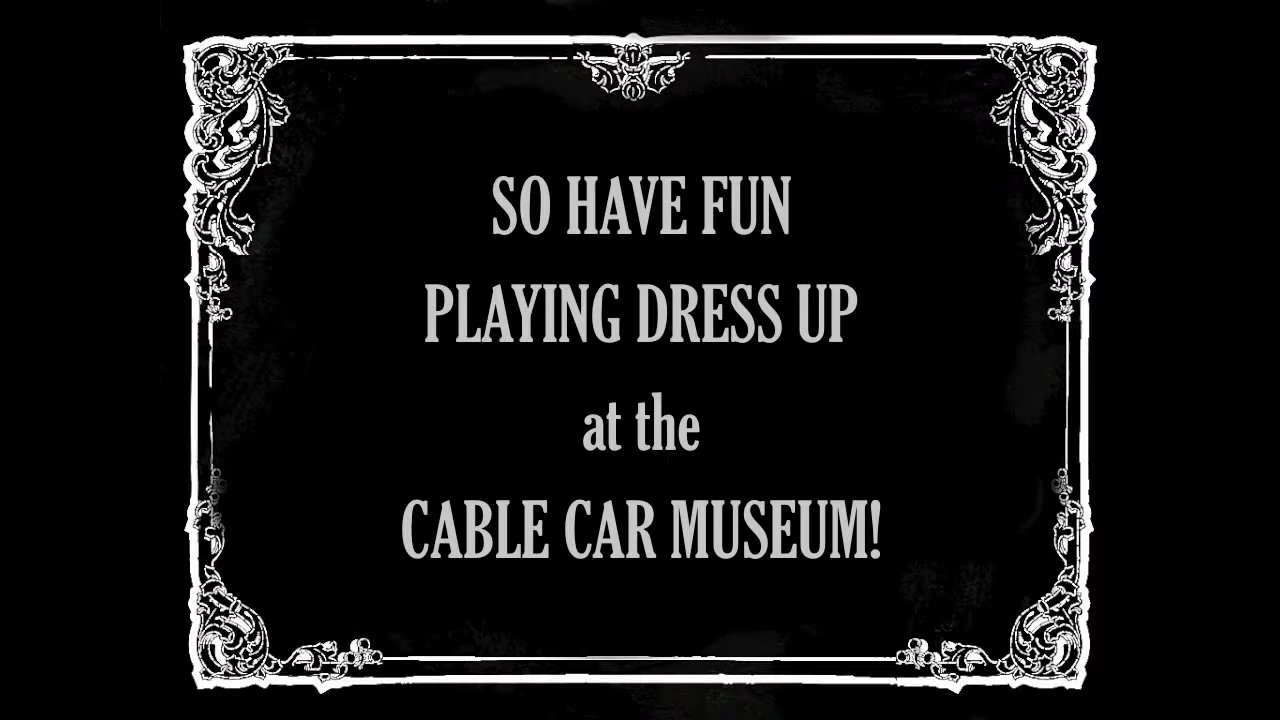 SO HAVE FUN
PLAYING DRESS UP
at the
CABLE CAR MUSEUM!